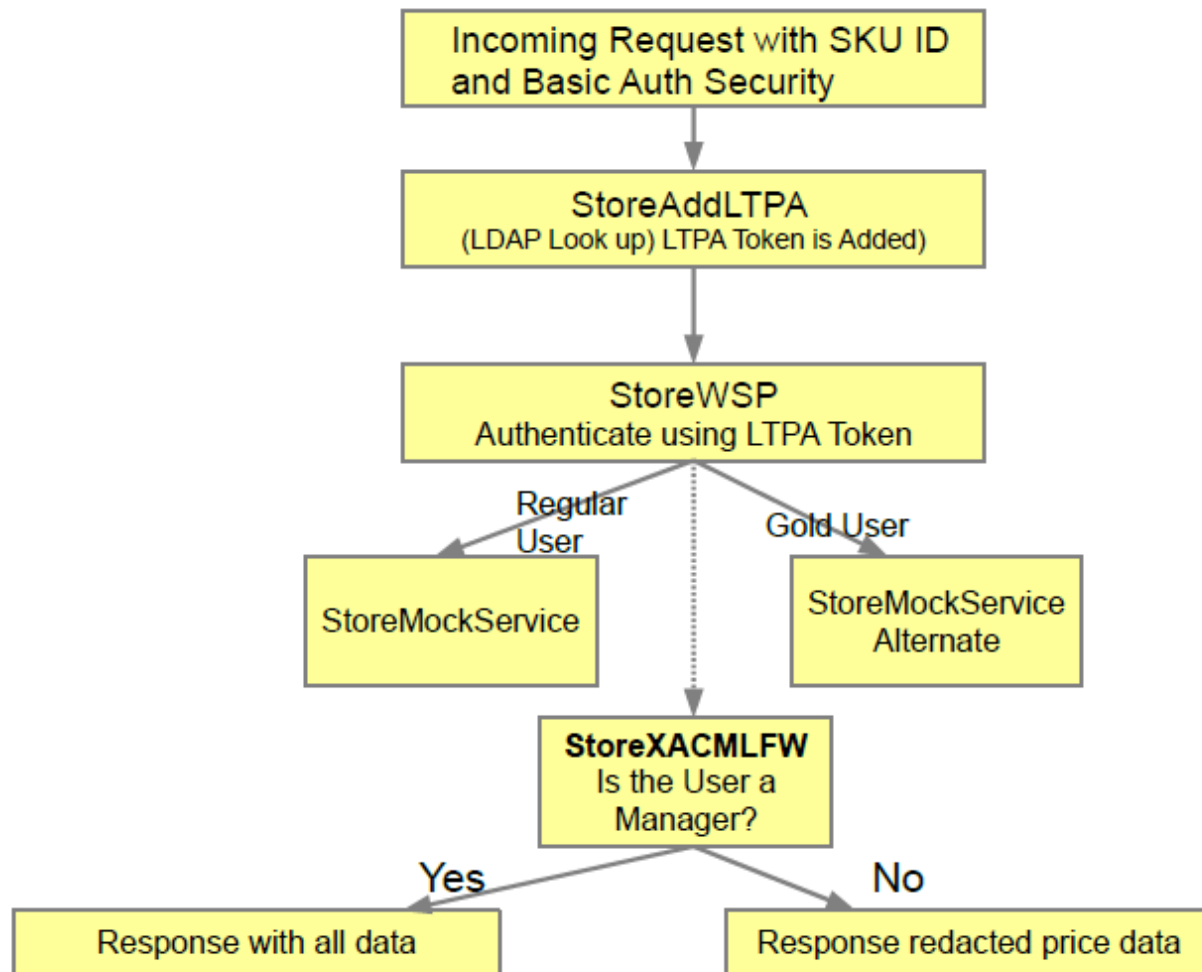 Incoming Request with SKU ID
and Basic Auth Security
StoreAddLTPA
(LDAP Look up) LTPA Token is Added)
StoreWSP
Authenticate using LTPA Token
Regular
User
Gold User
StoreMockService
StoreMockService
Alternate
StoreXACMLFW
Is the User a
Manager?
Yes
No
Response with all data
Response redacted price data